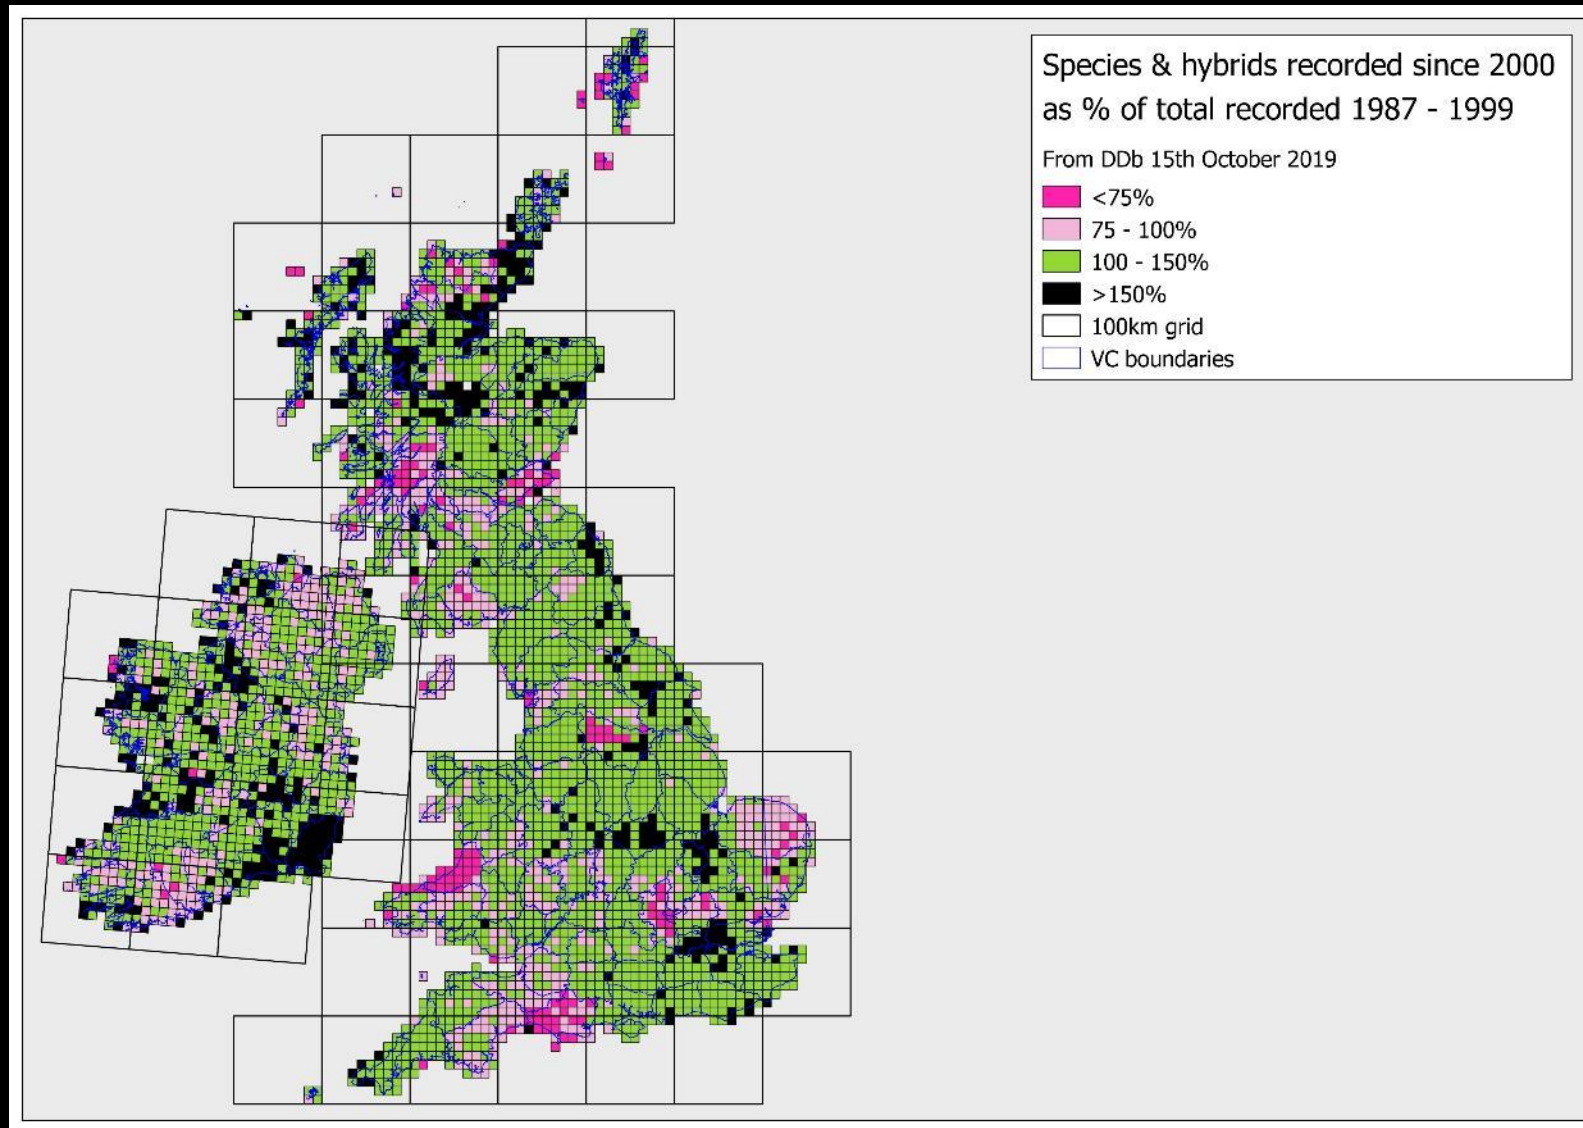 Species & hybrids recorded since 2000
as % of total recorded 1987 - 1999
From DDb 15th October 2019
<75%
75 - 100%
100 - 150%
>150%
100km grid
VC boundaries